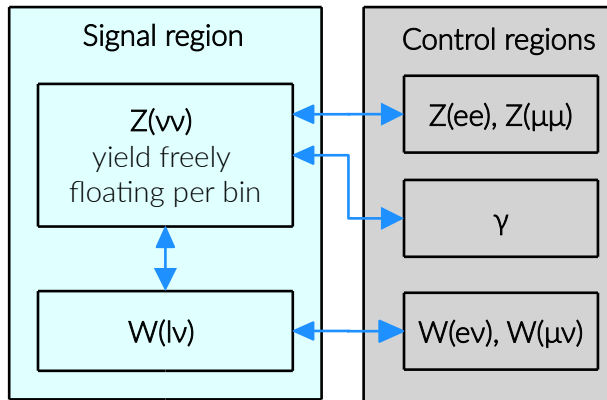 Signal region
Z(νν)
yield freely
floating per bin
W(lν)
Control regions
Z(ee), Z(μμ)
γ
W(eν), W(μν)